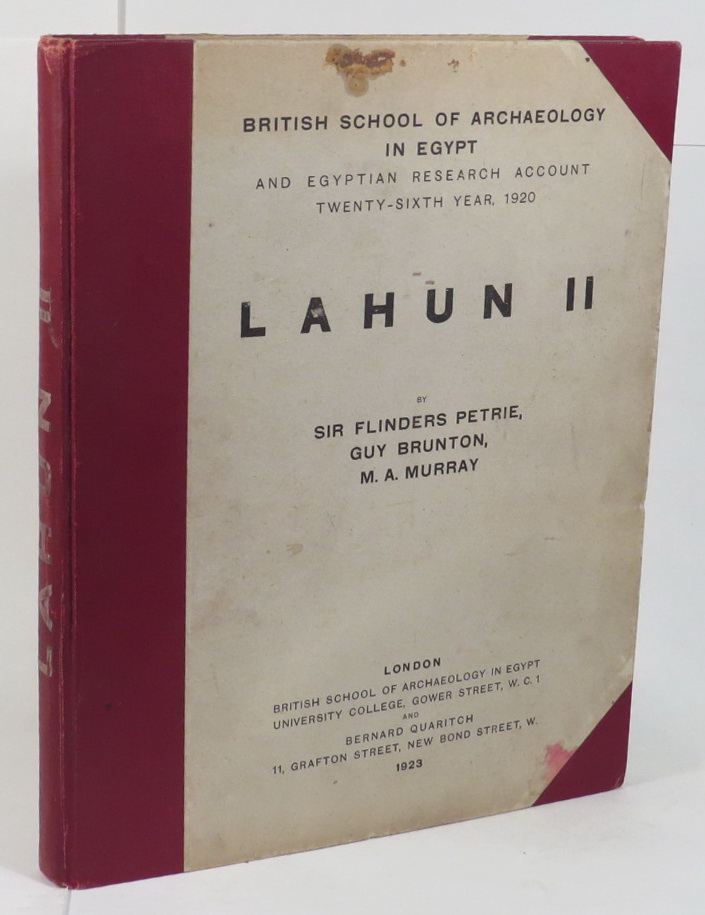 LAHUN II
BRITISH SCHOOL OF ARCHAEOLOGY
IN EGYPT
AND EGYPTIAN RESEARCH ACCOUNT
TWENTY-SIXTH YEAR, 1920
LAHUN II
BY
SIR FLINDERS PETRIE,
GUY BRUNTON,
M. A. MURRAY
LONDON
BRITISH SCHOOL OF ARCHAEOLOGY IN EGYPT
UNIVERSITY COLLEGE, GOWER STREET, W. C. 1
AND
BERNARD QUARITCH
11, GRAFTON STREET, NEW BOND STREET, W.
1923